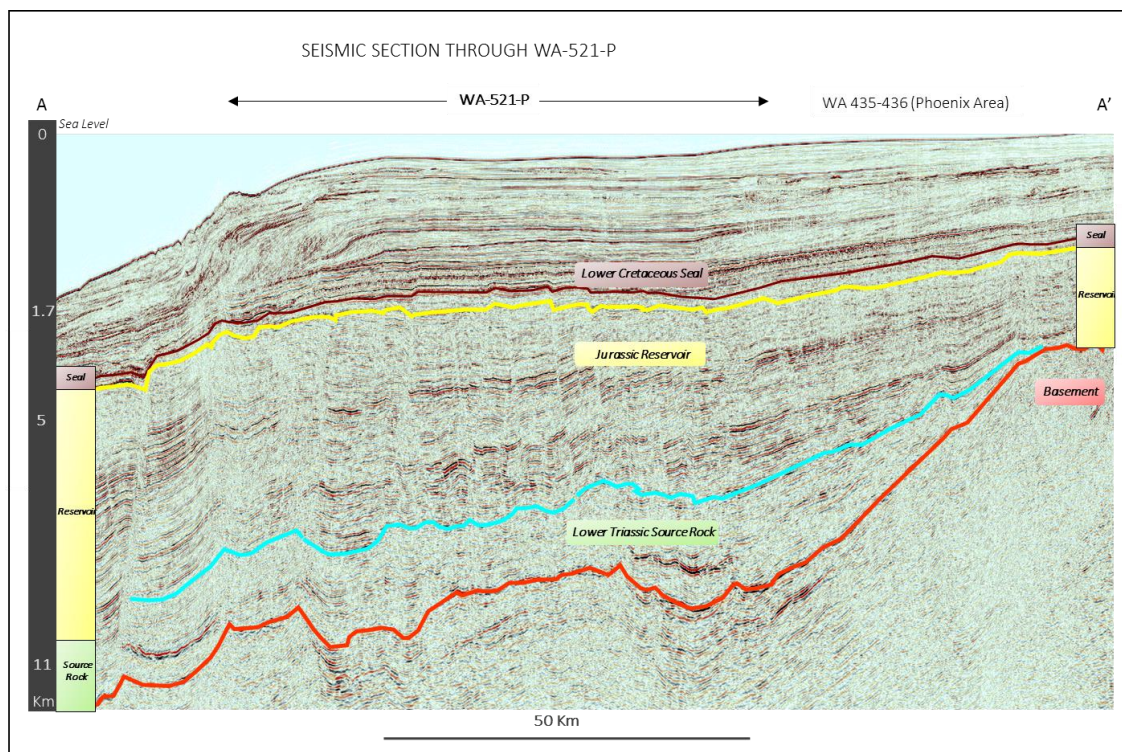 SEISMIC SECTION THROUGH WA-521-P
WA-521-P
WA 435-436 (Phoenix Area)
A
A'
Sea Level
0
Seal
Lower Cretaceous Seal
1.7
Reservoir
Jurassic Reservoir
Seal
Basement
5
Reservoir
Lower Triassic Source Rock
11
Source
Rock
Km
50 Km